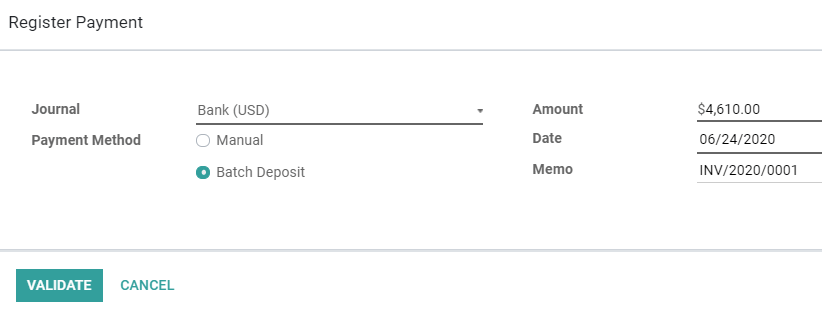 Register Payment
Journal Bank (USD) Amount $4,610.00
Payment Method Manual Date 06/24/2020
Batch Deposit Memo INV/2020/0001
VALIDATE CANCEL